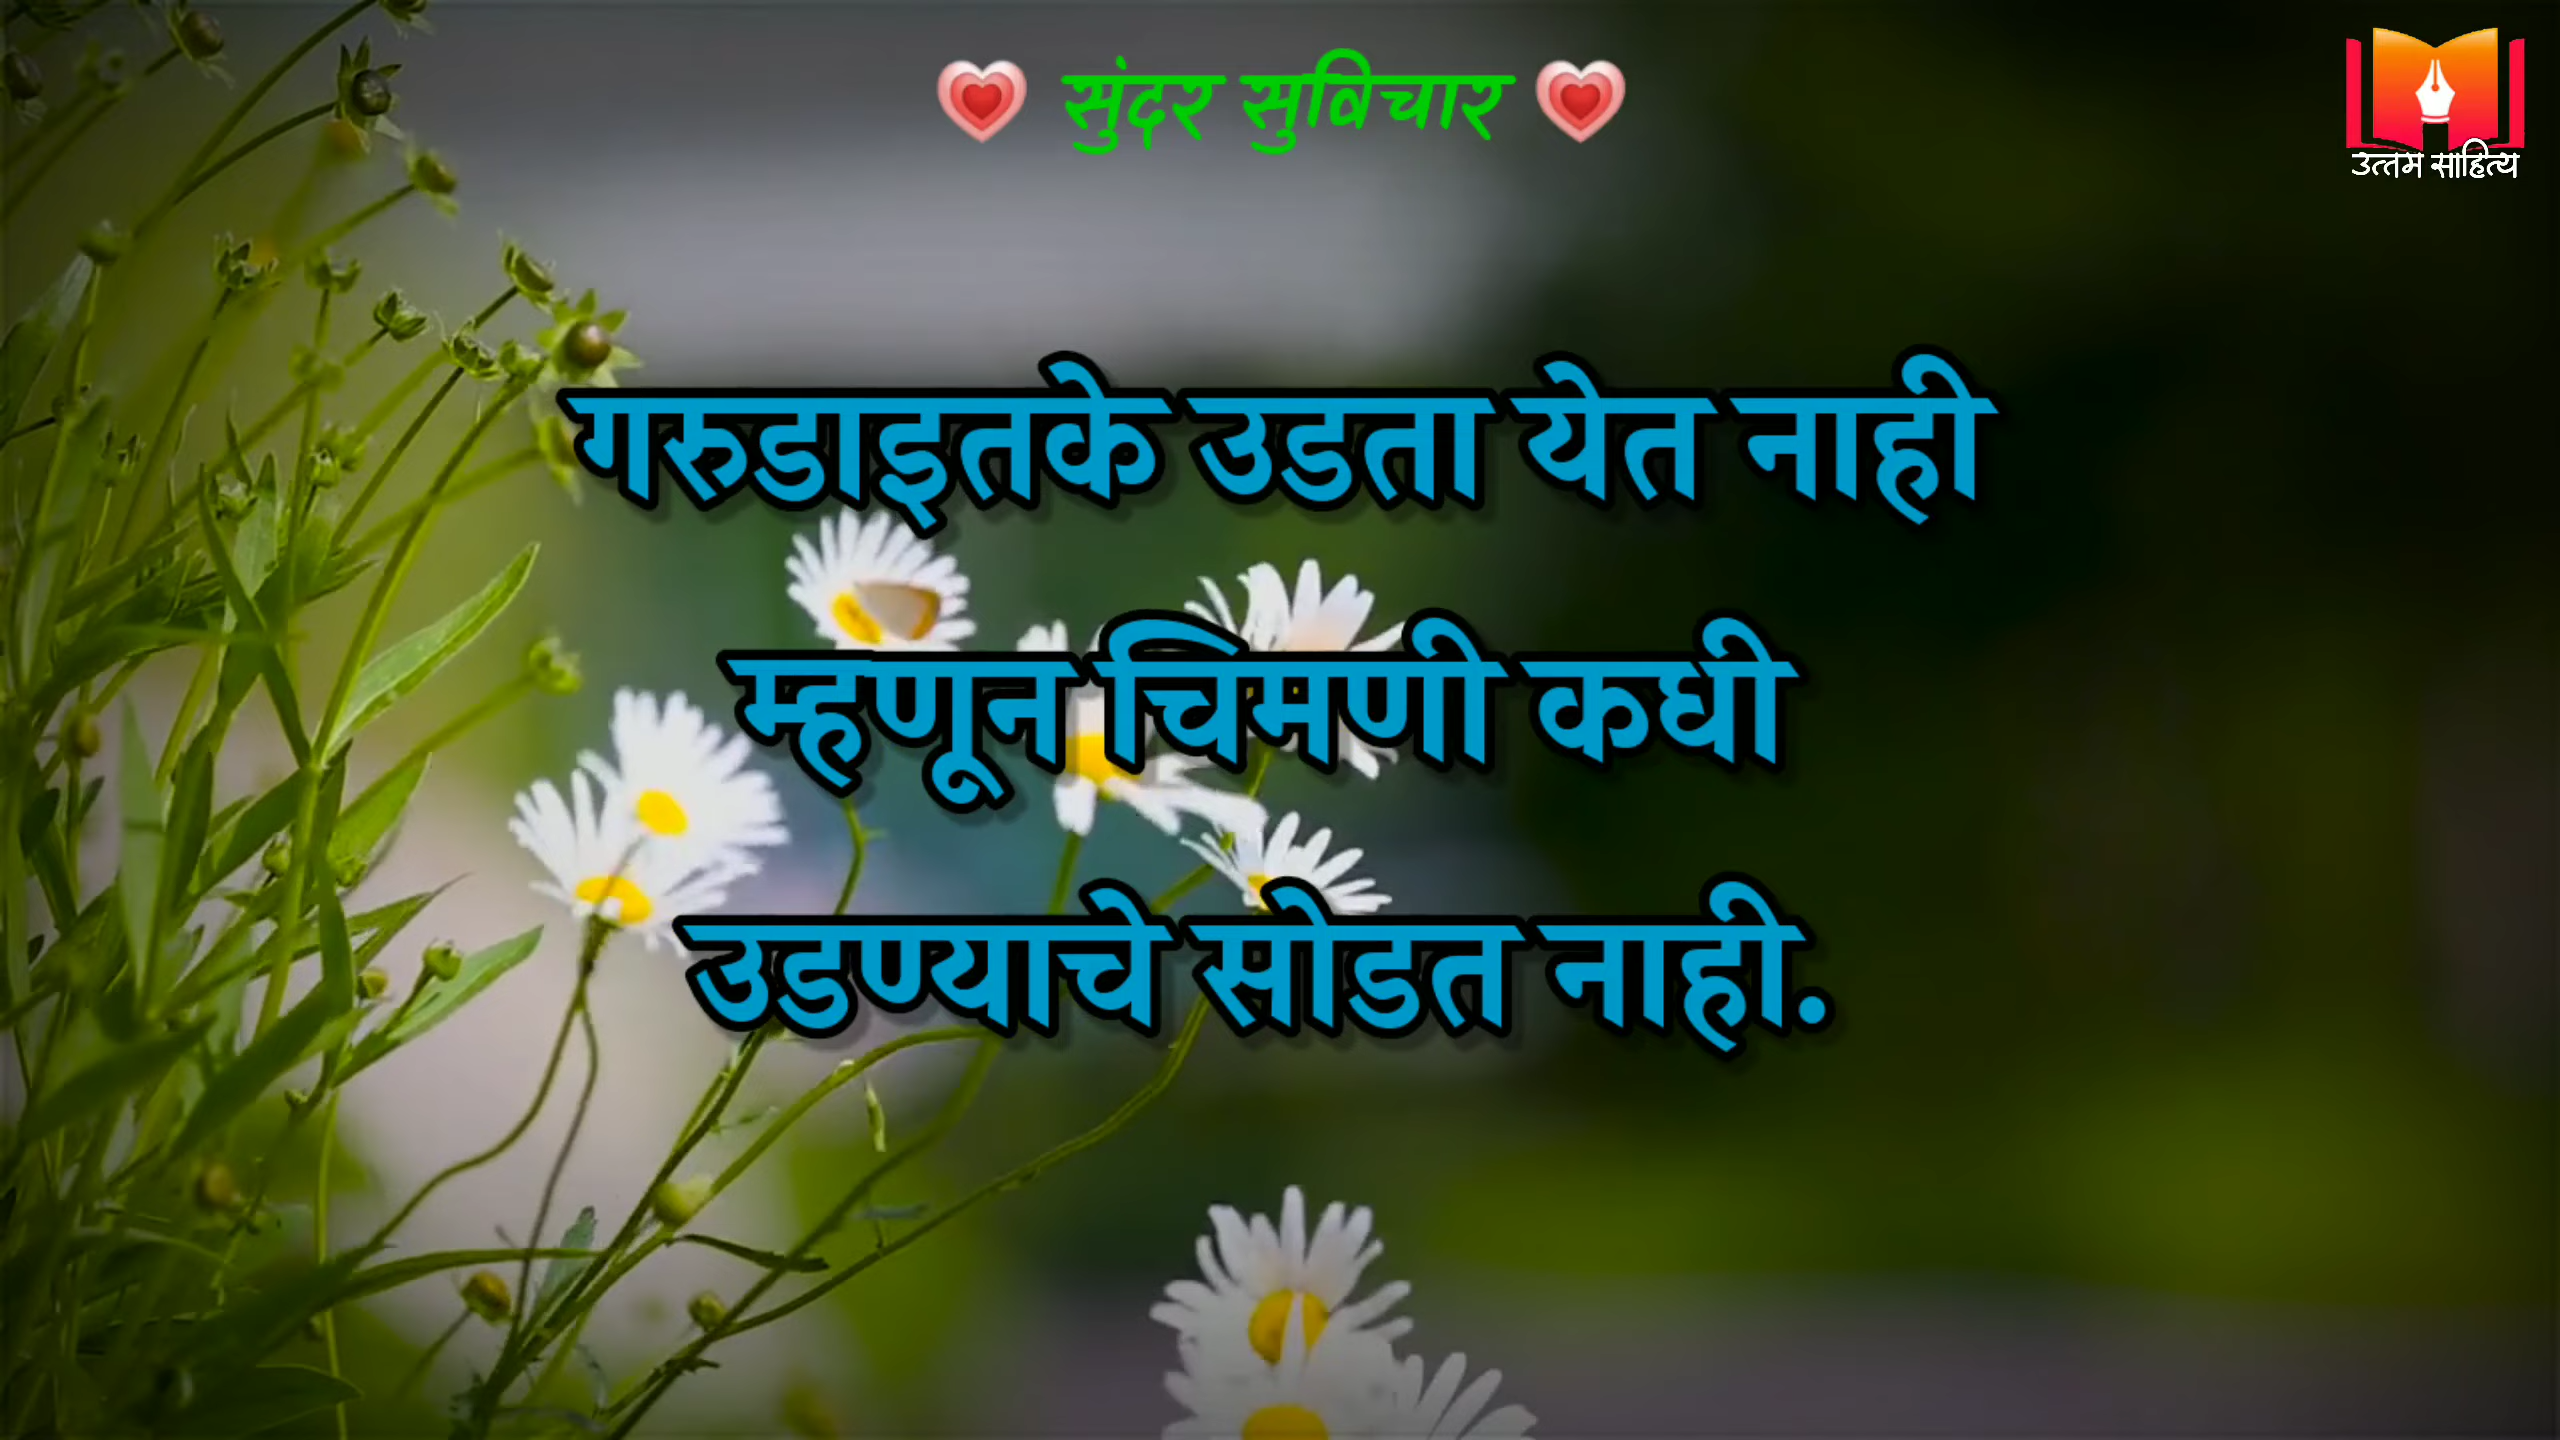 💗 सुंदर सुविचार 💗
उत्तम साहित्य
गरुडाइतके उडता येत नाही
म्हणून चिमणी कधी
उडण्याचे सोडत नाही.